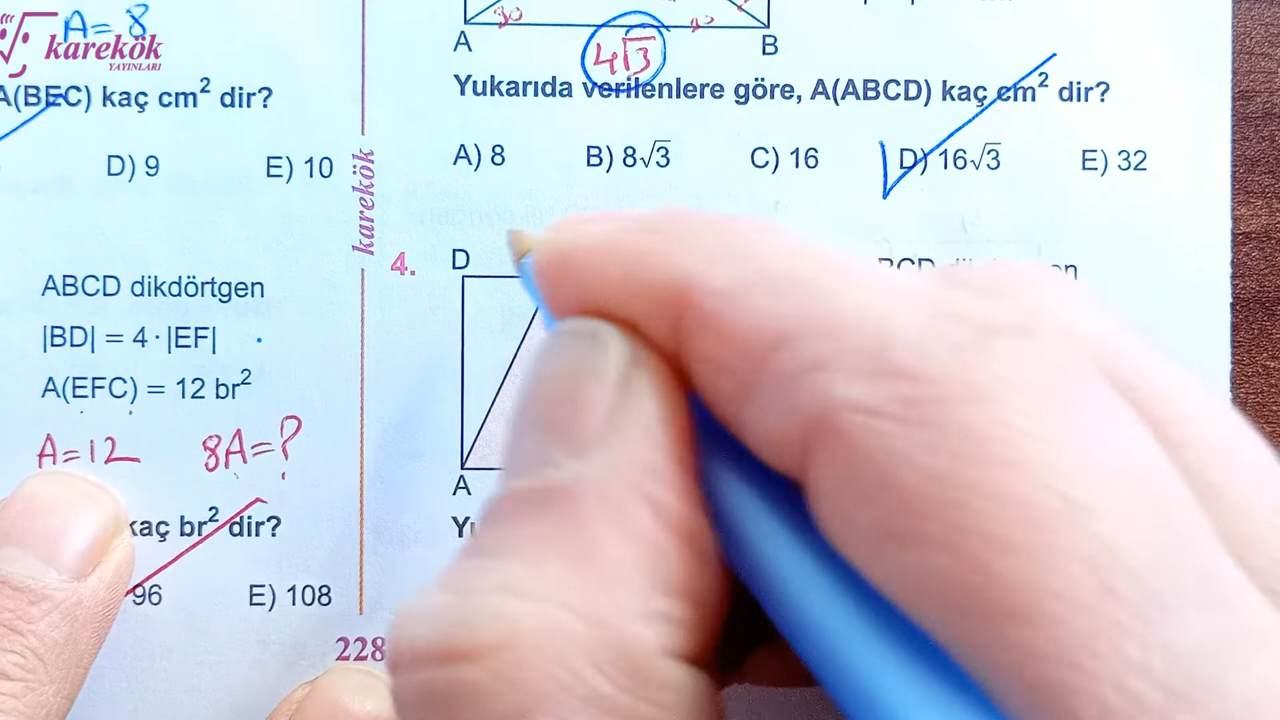 A = 8
karekök
YAYINLARI
A(BEC) kaç cm² dir?
D) 9 E) 10
ABCD dikdörtgen
|BD| = 4 · |EF|
A(EFC) = 12 br²
A=12 8A=?
kaç br² dir?
96 E) 108
karekök
228
30
A 4√3 B
Yukarıda verilenlere göre, A(ABCD) kaç cm² dir?
A) 8 B) 8√3 C) 16 D) 16√3 E) 32
4.
D
A